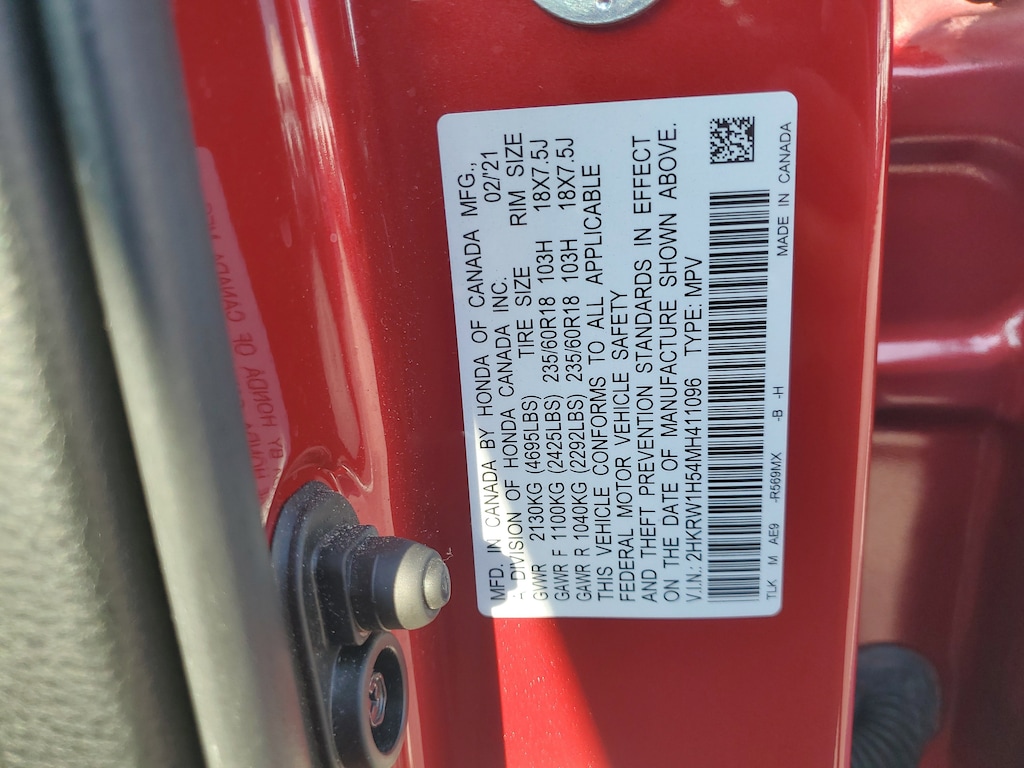 MFD. IN CANADA BY HONDA OF CANADA MFG.,
A DIVISION OF HONDA CANADA INC. 02/'21
TIRE SIZE RIM SIZE
GVWR 2130KG (4695LBS)
GAWR F 1100KG (2425LBS) 235/60R18 103H 18X7.5J
GAWR R 1040KG (2292LBS) 235/60R18 103H 18X7.5J
THIS VEHICLE CONFORMS TO ALL APPLICABLE
FEDERAL MOTOR VEHICLE SAFETY
AND THEFT PREVENTION STANDARDS IN EFFECT
ON THE DATE OF MANUFACTURE SHOWN ABOVE.
V.I.N.: 2HKRW1H54MH411096 TYPE: MPV
TLK M AE9 -R569MX -B -H MADE IN CANADA